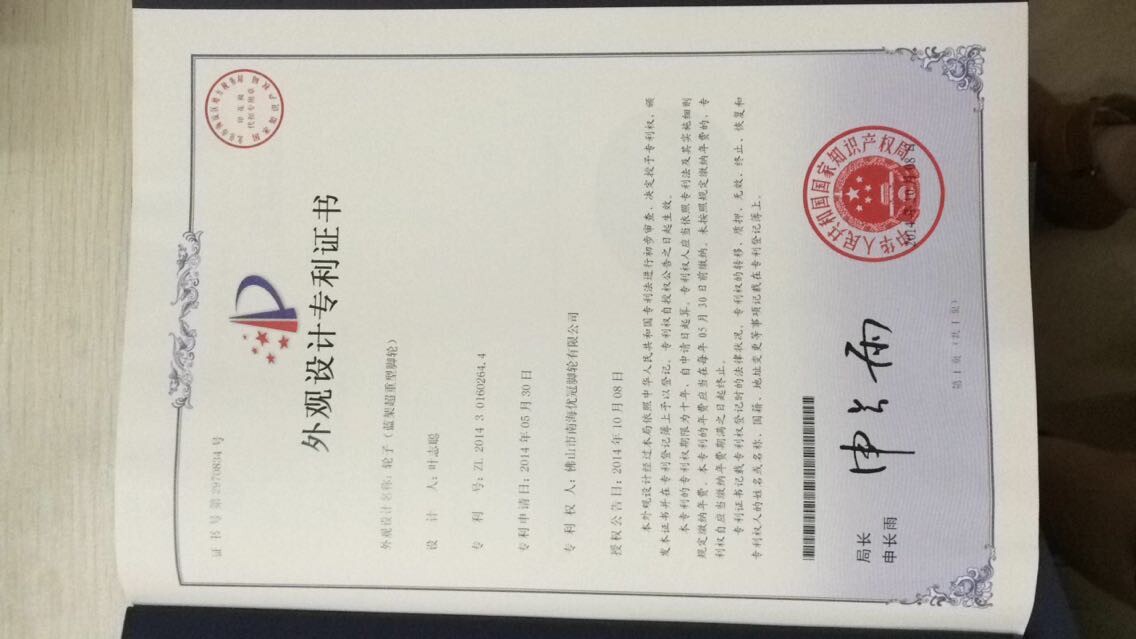 证书号第2970834号
外观设计专利证书
外观设计名称：轮子（蓝架超重型脚轮）
设计人：叶志聪
专利号：ZL 2014 3 0160264.4
专利申请日：2014年05月30日
专利权人：佛山市南海优冠脚轮有限公司
授权公告日：2014年10月08日
本外观设计经过本局依照中华人民共和国专利法进行初步审查，决定授予专利权，颁
发本证书并在专利登记簿上予以登记。专利权自授权公告之日起生效。
本专利的专利权期限为十年，自申请日起算。专利权人应当依照专利法及其实施细则
规定缴纳年费。本专利的年费应当在每年05月30日前缴纳。未按照规定缴纳年费的，专
利权自应当缴纳年费期满之日起终止。
专利证书记载专利权登记时的法律状况。专利权的转移、质押、无效、终止、恢复和
专利权人的姓名或名称、国籍、地址变更等事项记载在专利登记簿上。
局长
申长雨
申长雨
中华人民共和国国家知识产权局
2014年10月08日
第1页（共1页）